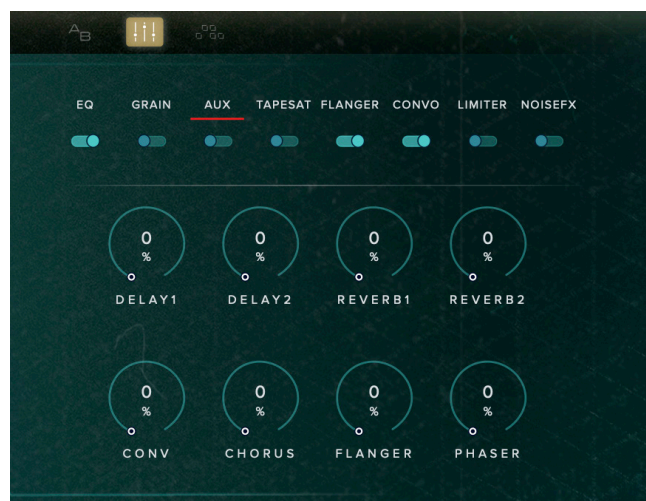 AB
EQ GRAIN AUX TAPESAT FLANGER CONVO LIMITER NOISEFX
0 0 0 0
% % % %
DELAY1 DELAY2 REVERB1 REVERB2
0 0 0 0
% % % %
CONV CHORUS FLANGER PHASER